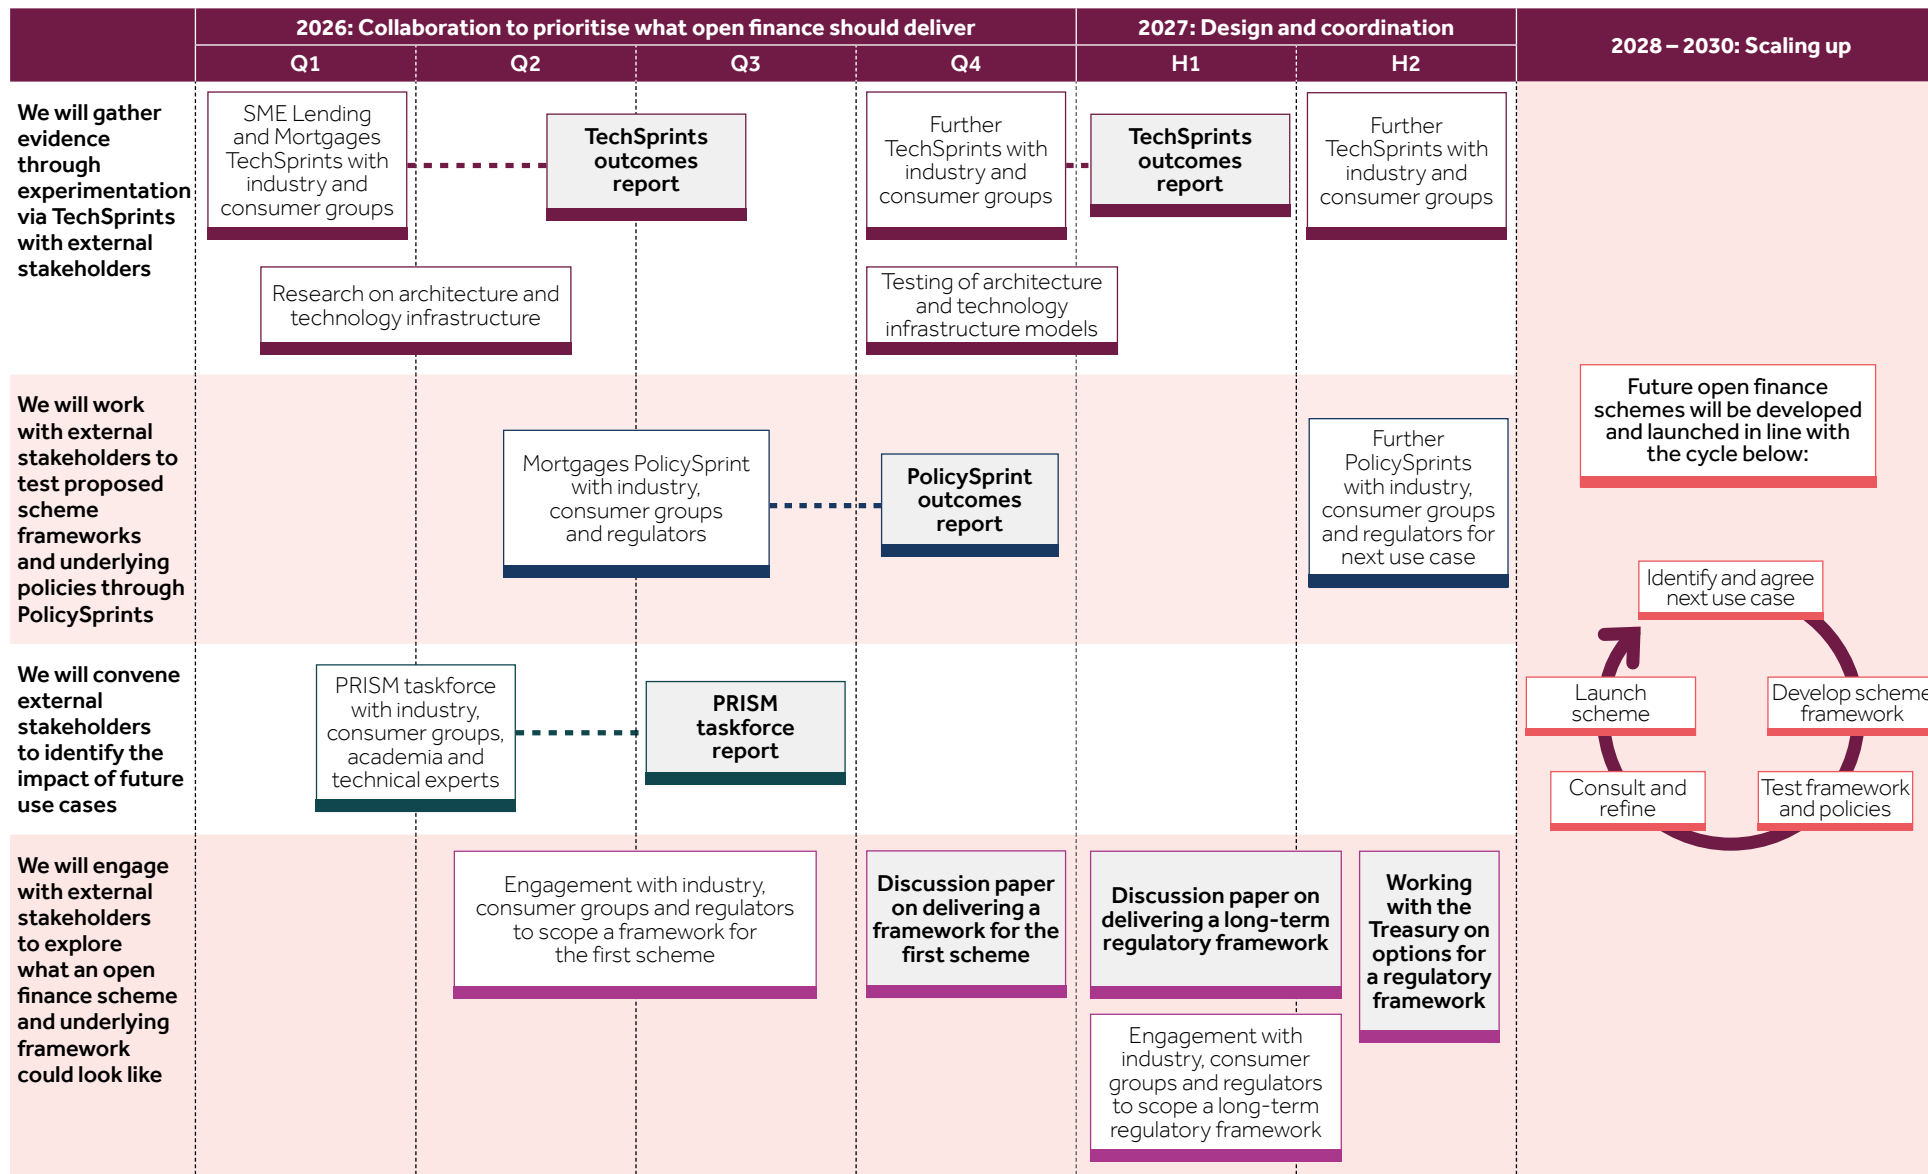 2026: Collaboration to prioritise what open finance should deliver
2027: Design and coordination
2028 – 2030: Scaling up
Q1
Q2
Q3
Q4
H1
H2
We will gather
evidence
through
experimentation
via TechSprints
with external
stakeholders
SME Lending
and Mortgages
TechSprints with
industry and
consumer groups
TechSprints
outcomes
report
Further
TechSprints with
industry and
consumer groups
TechSprints
outcomes
report
Further
TechSprints with
industry and
consumer groups
Research on architecture and
technology infrastructure
Testing of architecture
and technology
infrastructure models
We will work
with external
stakeholders to
test proposed
scheme
frameworks
and underlying
policies through
PolicySprints
Mortgages PolicySprint
with industry,
consumer groups
and regulators
PolicySprint
outcomes
report
Further
PolicySprints
with industry,
consumer groups
and regulators for
next use case
We will convene
external
stakeholders
to identify the
impact of future
use cases
PRISM taskforce
with industry,
consumer groups,
academia and
technical experts
PRISM
taskforce
report
We will engage
with external
stakeholders
to explore
what an open
finance scheme
and underlying
framework
could look like
Engagement with industry,
consumer groups and regulators
to scope a framework for
the first scheme
Discussion paper
on delivering a
framework for the
first scheme
Discussion paper on
delivering a long-term
regulatory framework
Working
with the
Treasury on
options for
a regulatory
framework
Engagement with
industry, consumer
groups and regulators
to scope a long-term
regulatory framework
Future open finance
schemes will be developed
and launched in line with
the cycle below:
Identify and agree
next use case
Develop scheme
framework
Test framework
and policies
Consult and
refine
Launch
scheme